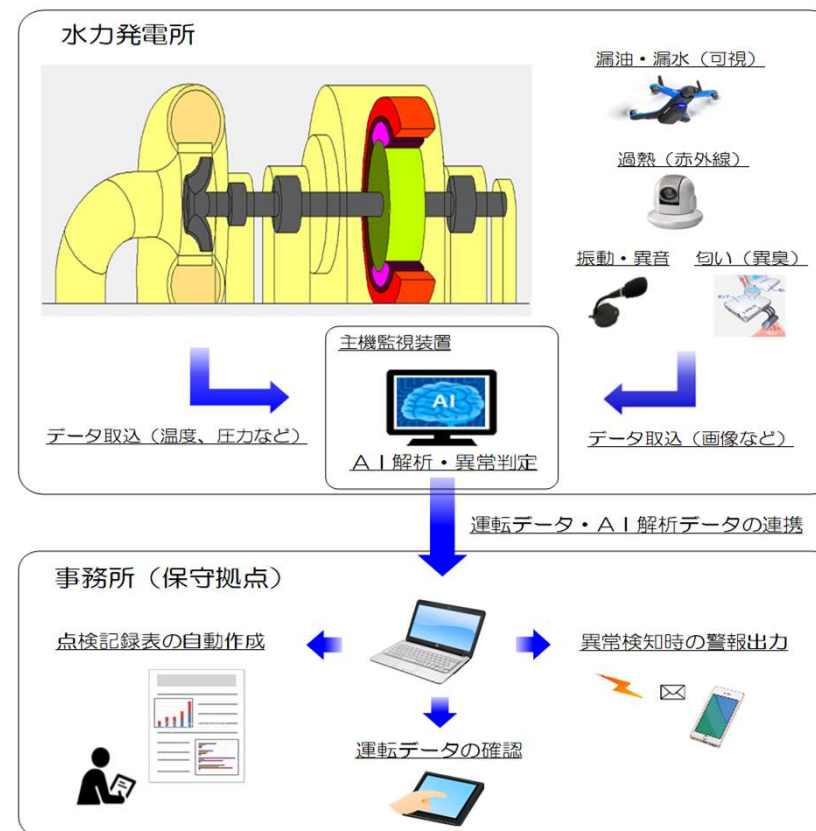 水力発電所
漏油・漏水（可視）
過熱（赤外線）
振動・異音
匂い（異臭）
主機監視装置
AI
データ取込（温度、圧力など）
ＡＩ解析・異常判定
データ取込（画像など）
運転データ・ＡＩ解析データの連携
事務所（保守拠点）
点検記録表の自動作成
異常検知時の警報出力
運転データの確認